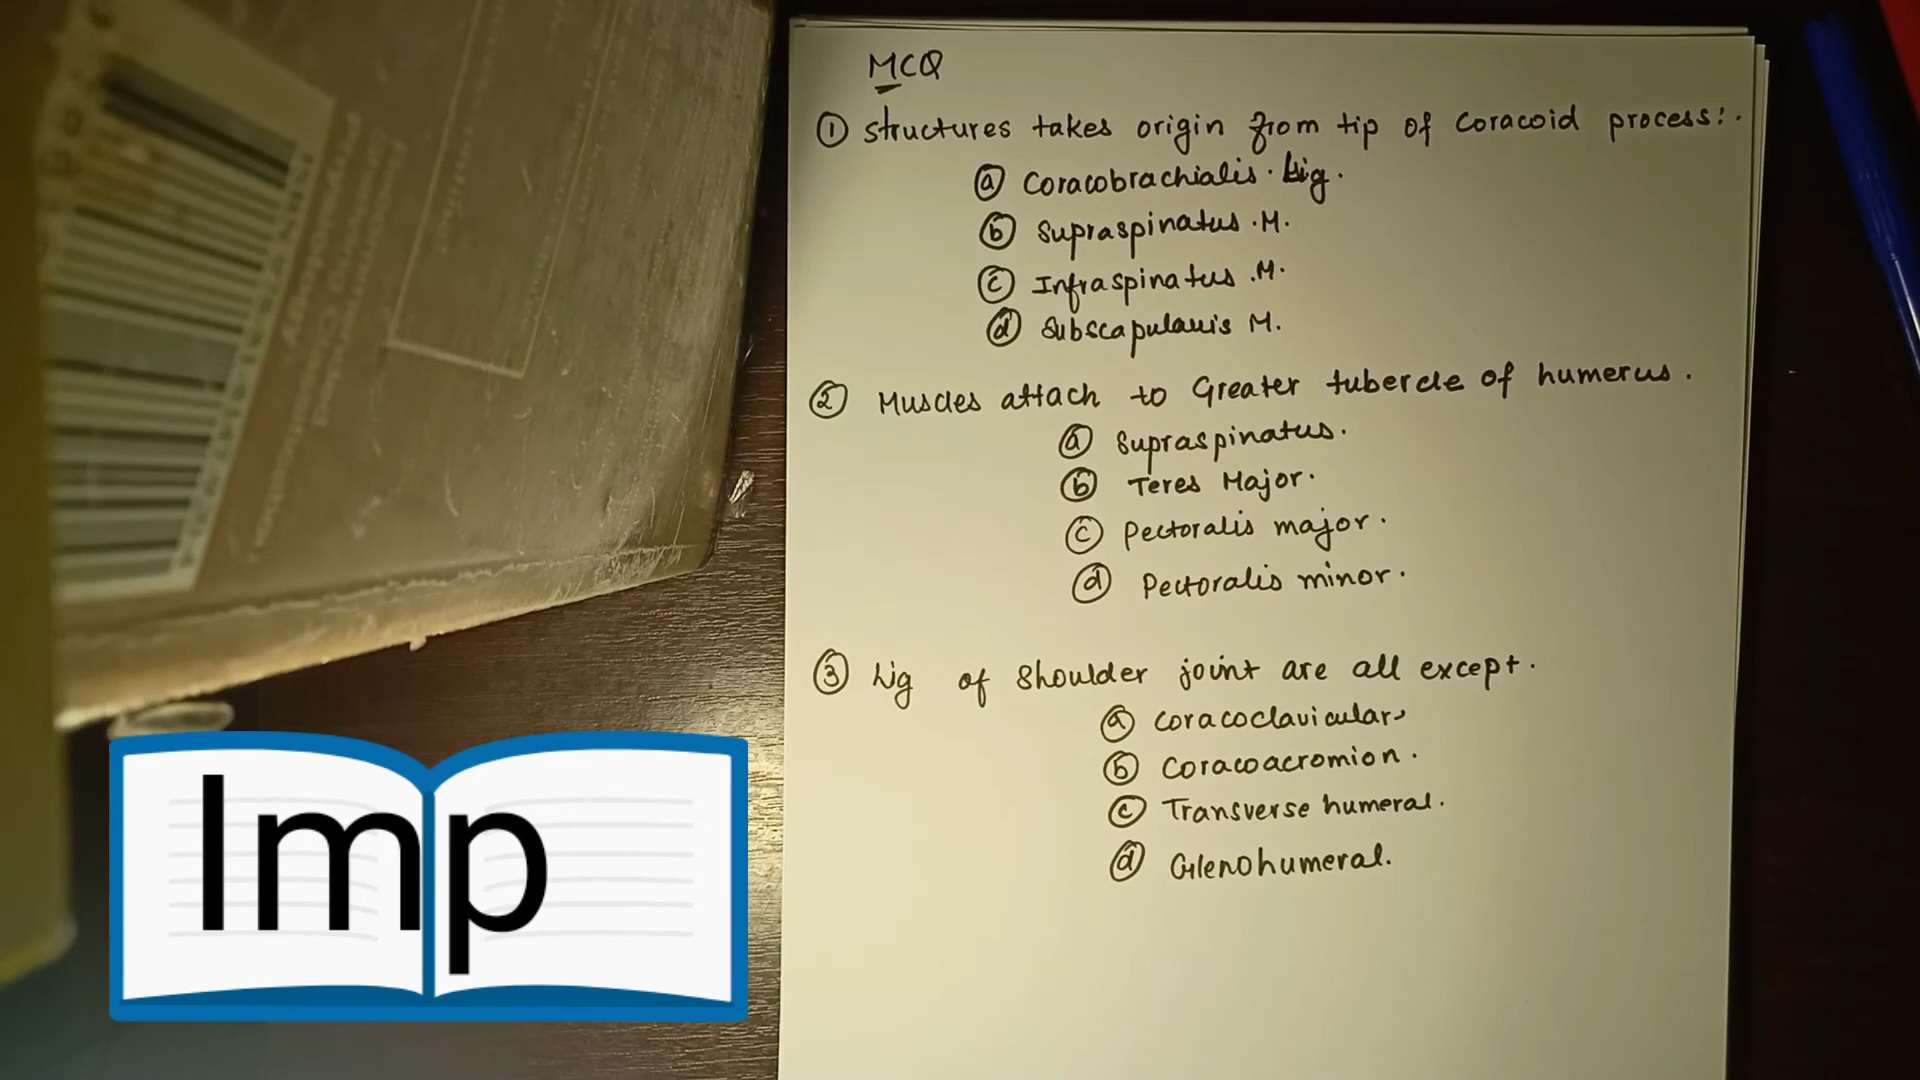 MCQ
① Structures takes origin from tip of coracoid process:.
ⓐ Coracobrachialis. Lig.
ⓑ Supraspinatus .M.
ⓒ Infraspinatus .M.
ⓓ Subscapularis M.
② Muscles attach to Greater tubercle of humerus.
ⓐ Supraspinatus.
ⓑ Teres Major.
ⓒ Pectoralis major.
ⓓ Pectoralis minor.
③ Lig of Shoulder joint are all except.
ⓐ Coracoclavicular
ⓑ Coracoacromion.
ⓒ Transverse humeral.
ⓓ Glenohumeral.
Imp